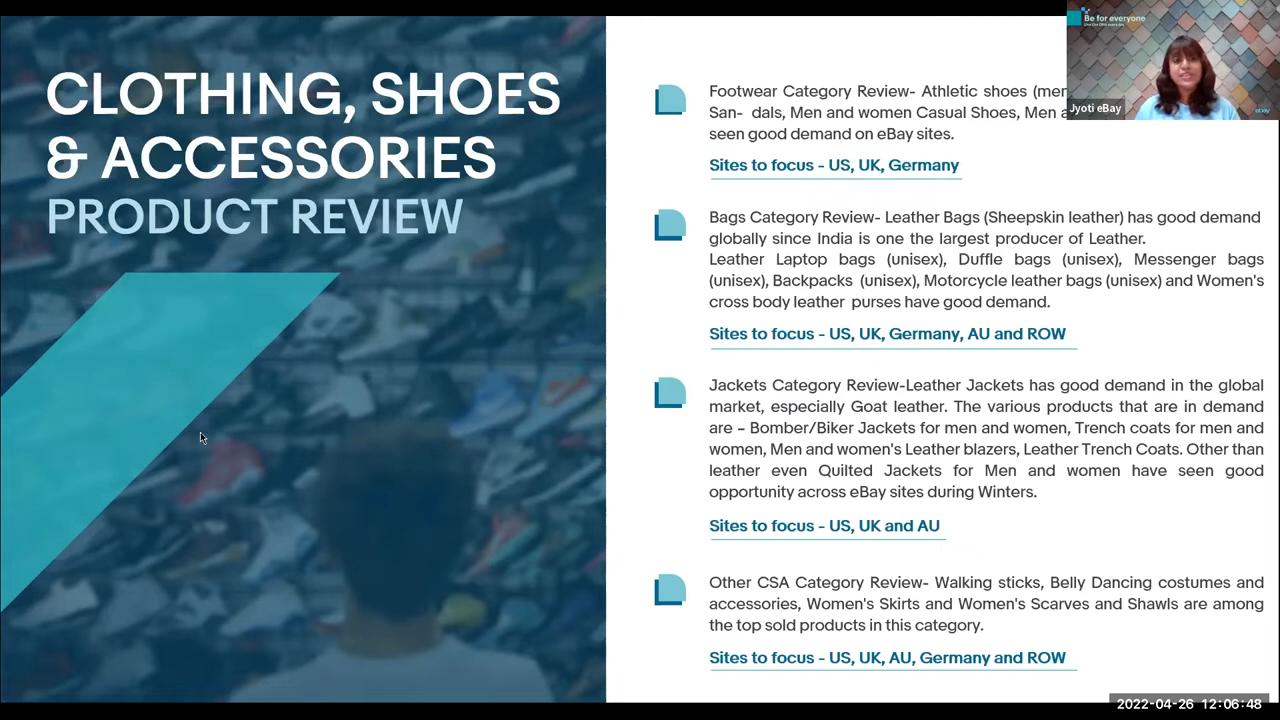 CLOTHING, SHOES
& ACCESSORIES
PRODUCT REVIEW
Footwear Category Review- Athletic shoes (men
San- dals, Men and women Casual Shoes, Men
seen good demand on eBay sites.
Sites to focus - US, UK, Germany
Bags Category Review- Leather Bags (Sheepskin leather) has good demand
globally since India is one the largest producer of Leather.
Leather Laptop bags (unisex), Duffle bags (unisex), Messenger bags
(unisex), Backpacks (unisex), Motorcycle leather bags (unisex) and Women's
cross body leather purses have good demand.
Sites to focus - US, UK, Germany, AU and ROW
Jackets Category Review-Leather Jackets has good demand in the global
market, especially Goat leather. The various products that are in demand
are – Bomber/Biker Jackets for men and women, Trench coats for men and
women, Men and women's Leather blazers, Leather Trench Coats. Other than
leather even Quilted Jackets for Men and women have seen good
opportunity across eBay sites during Winters.
Sites to focus - US, UK and AU
Other CSA Category Review- Walking sticks, Belly Dancing costumes and
accessories, Women's Skirts and Women's Scarves and Shawls are among
the top sold products in this category.
Sites to focus - US, UK, AU, Germany and ROW
Be for everyone
Jyoti eBay
ebay
2022-04-26 12:06:48